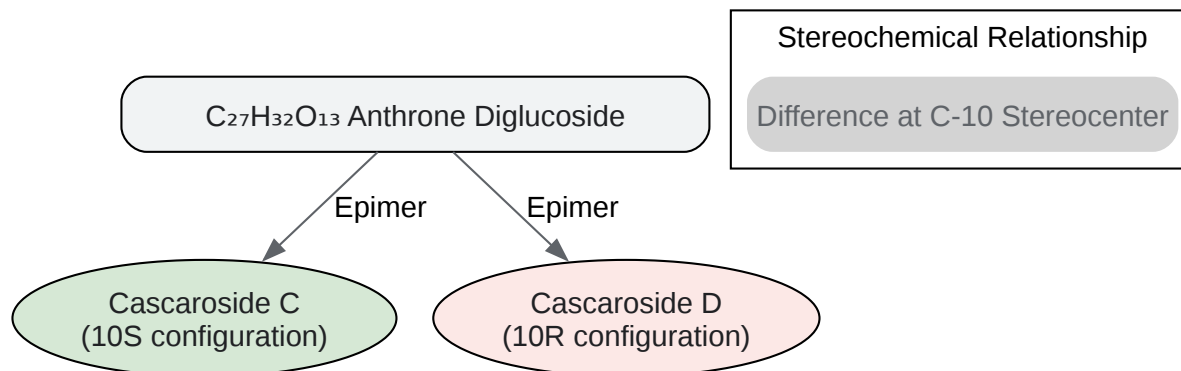 Stereochemical Relationship
C₂₇H₃₂O₁₃ Anthrone Diglucoside
Difference at C-10 Stereocenter
Epimer
Epimer
Cascaroside C
(10S configuration)
Cascaroside D
(10R configuration)